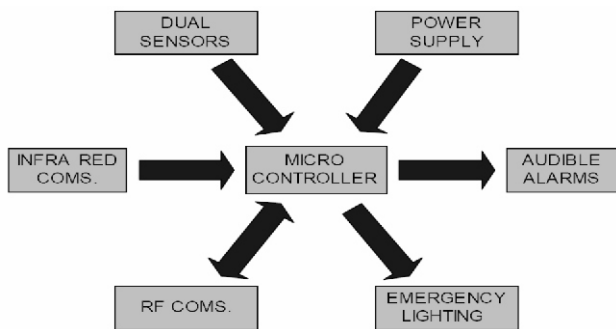 DUAL
SENSORS
POWER
SUPPLY
INFRA RED
COMS.
MICRO
CONTROLLER
AUDIBLE
ALARMS
RF COMS.
EMERGENCY
LIGHTING